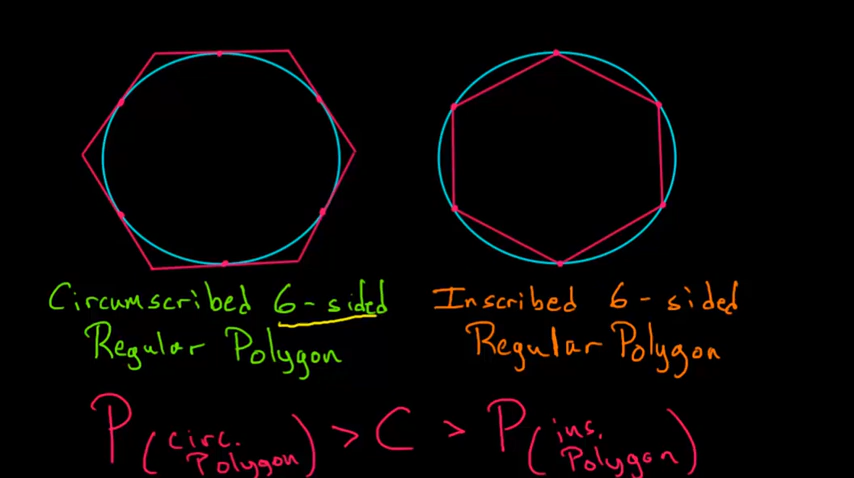 Circumscribed 6-sided
Regular Polygon
Inscribed 6-sided
Regular Polygon
P(circ. Polygon) > C > P(ins. Polygon)